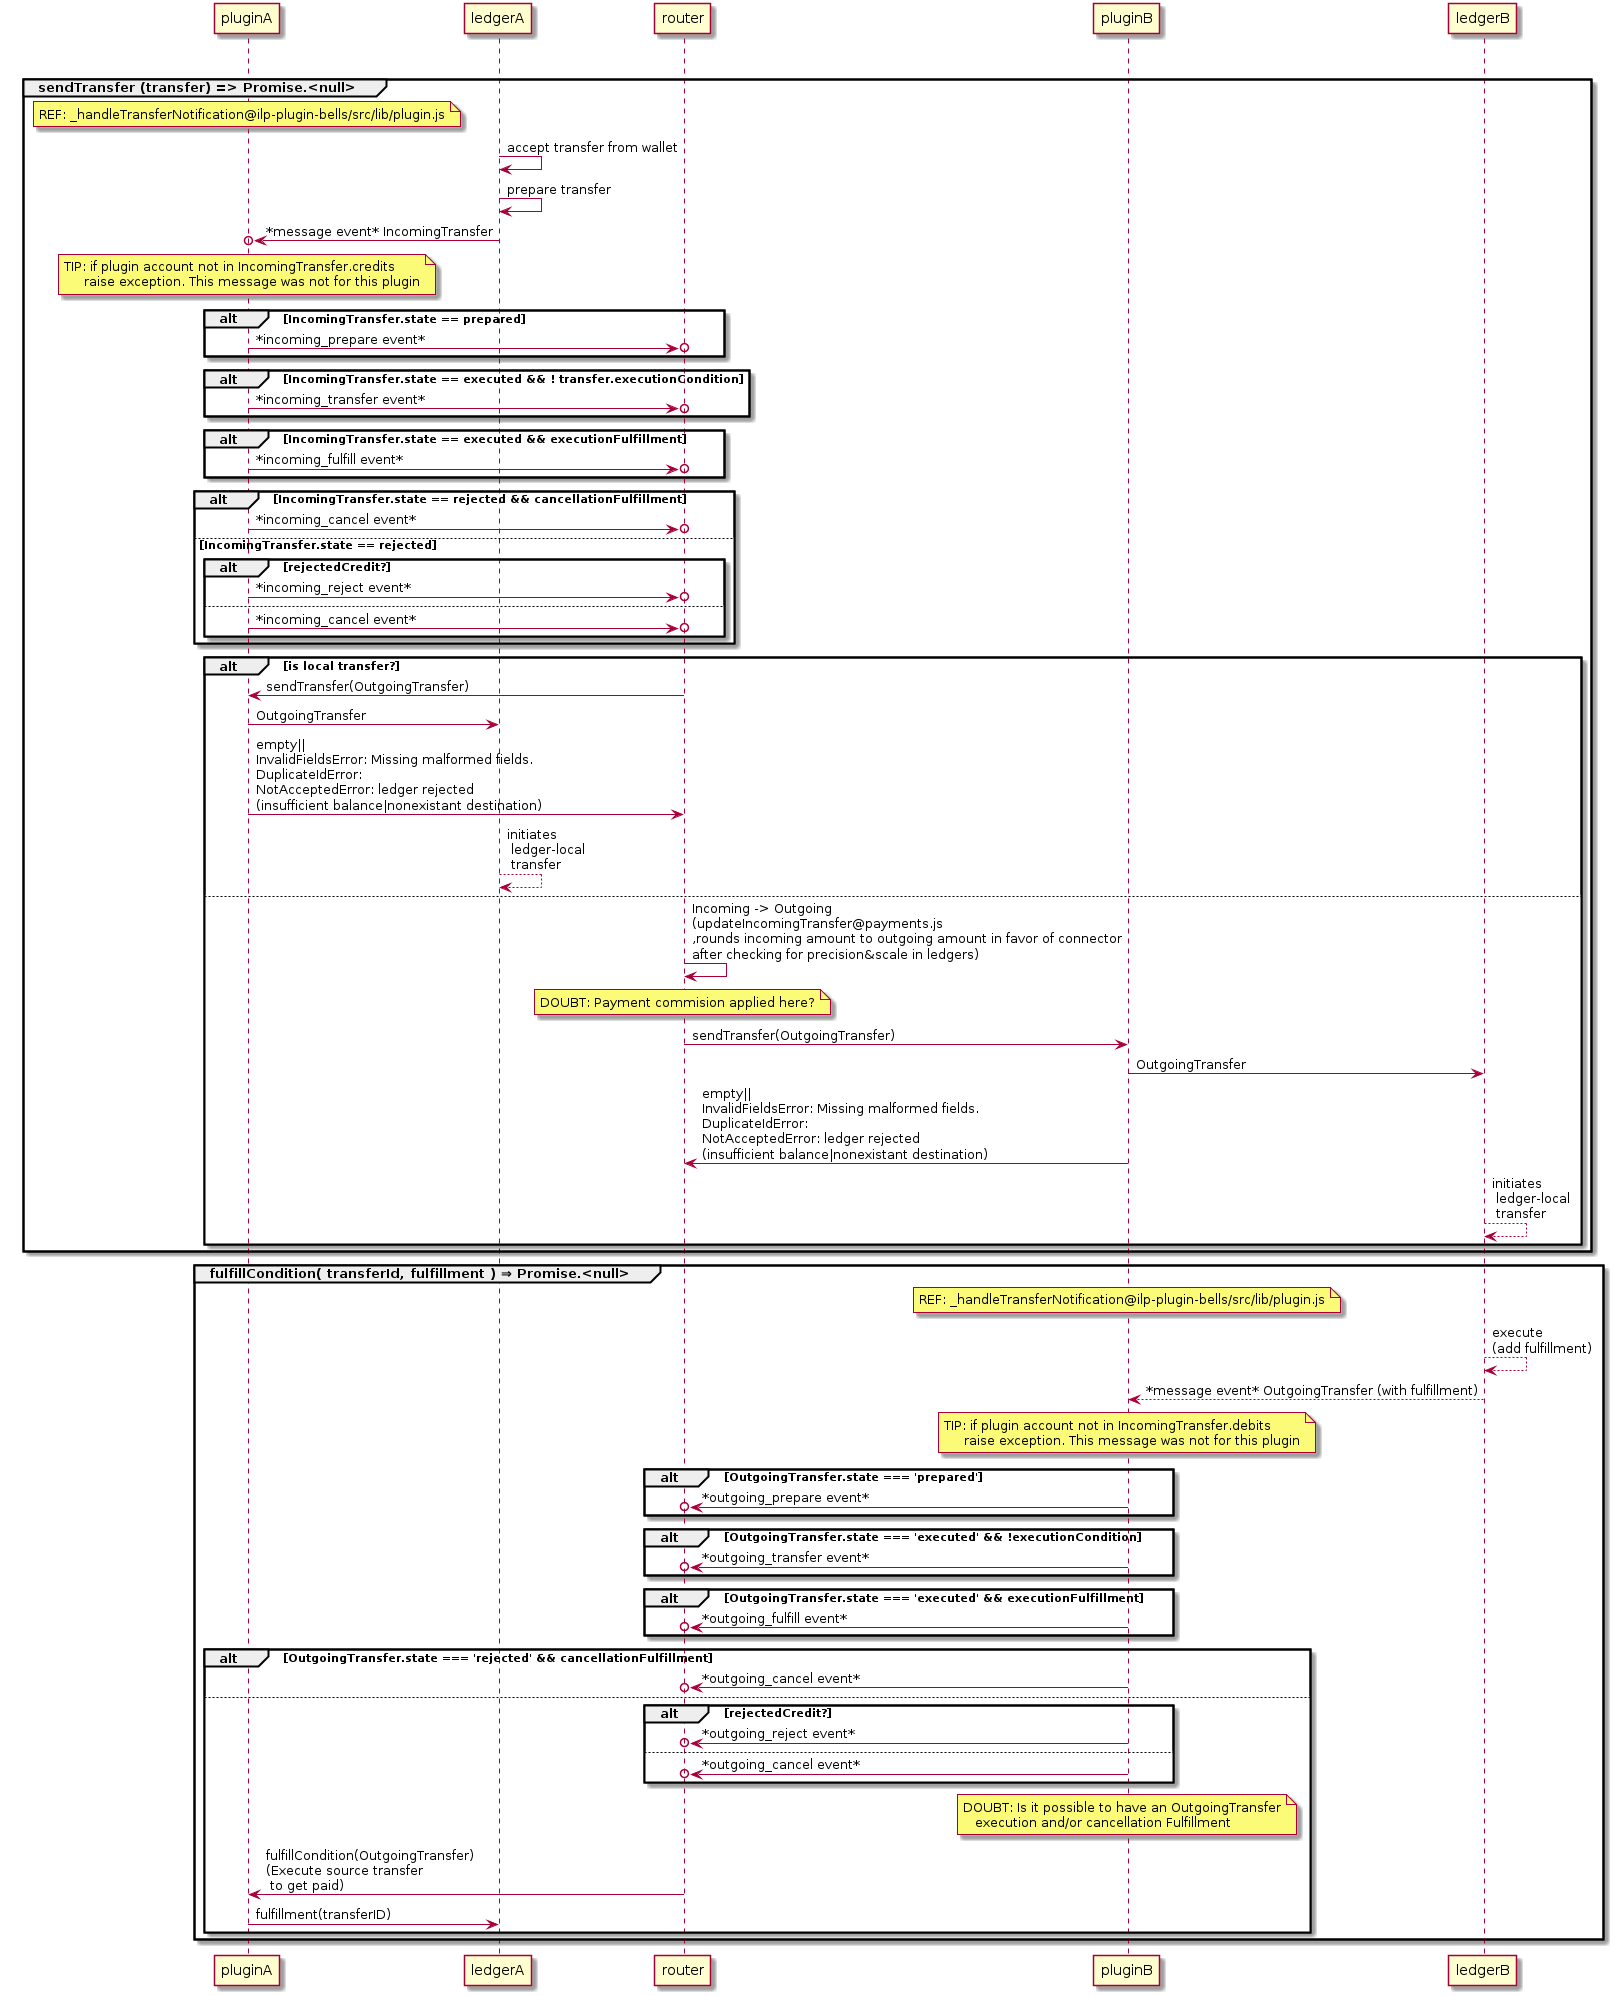 pluginA
ledgerA
router
pluginB
ledgerB
sendTransfer (transfer) => Promise.<null>
REF: _handleTransferNotification@ilp-plugin-bells/src/lib/plugin.js
accept transfer from wallet
prepare transfer
*message event* IncomingTransfer
TIP: if plugin account not in IncomingTransfer.credits
raise exception. This message was not for this plugin
alt [IncomingTransfer.state == prepared]
*incoming_prepare event*
alt [IncomingTransfer.state == executed && ! transfer.executionCondition]
*incoming_transfer event*
alt [IncomingTransfer.state == executed && executionFulfillment]
*incoming_fulfill event*
alt [IncomingTransfer.state == rejected && cancellationFulfillment]
*incoming_cancel event*
[IncomingTransfer.state == rejected]
alt [rejectedCredit?]
*incoming_reject event*
*incoming_cancel event*
alt [is local transfer?]
sendTransfer(OutgoingTransfer)
OutgoingTransfer
empty||
InvalidFieldsError: Missing malformed fields.
DuplicateIdError:
NotAcceptedError: ledger rejected
(insufficient balance|nonexistant destination)
initiates
ledger-local
transfer
Incoming -> Outgoing
(updateIncomingTransfer@payments.js
,rounds incoming amount to outgoing amount in favor of connector
after checking for precision&scale in ledgers)
DOUBT: Payment commision applied here?
sendTransfer(OutgoingTransfer)
OutgoingTransfer
empty||
InvalidFieldsError: Missing malformed fields.
DuplicateIdError:
NotAcceptedError: ledger rejected
(insufficient balance|nonexistant destination)
initiates
ledger-local
transfer
fulfillCondition( transferId, fulfillment ) ⇒ Promise.<null>
REF: _handleTransferNotification@ilp-plugin-bells/src/lib/plugin.js
execute
(add fulfillment)
*message event* OutgoingTransfer (with fulfillment)
TIP: if plugin account not in IncomingTransfer.debits
raise exception. This message was not for this plugin
alt [OutgoingTransfer.state === 'prepared']
*outgoing_prepare event*
alt [OutgoingTransfer.state === 'executed' && !executionCondition]
*outgoing_transfer event*
alt [OutgoingTransfer.state === 'executed' && executionFulfillment]
*outgoing_fulfill event*
alt [OutgoingTransfer.state === 'rejected' && cancellationFulfillment]
*outgoing_cancel event*
alt [rejectedCredit?]
*outgoing_reject event*
*outgoing_cancel event*
DOUBT: Is it possible to have an OutgoingTransfer
execution and/or cancellation Fulfillment
fulfillCondition(OutgoingTransfer)
(Execute source transfer
to get paid)
fulfillment(transferID)
pluginA
ledgerA
router
pluginB
ledgerB